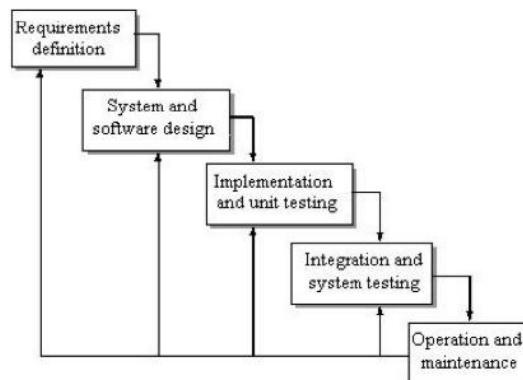 Requirements
definition
System and
software design
Implementation
and unit testing
Integration and
system testing
Operation and
maintenance